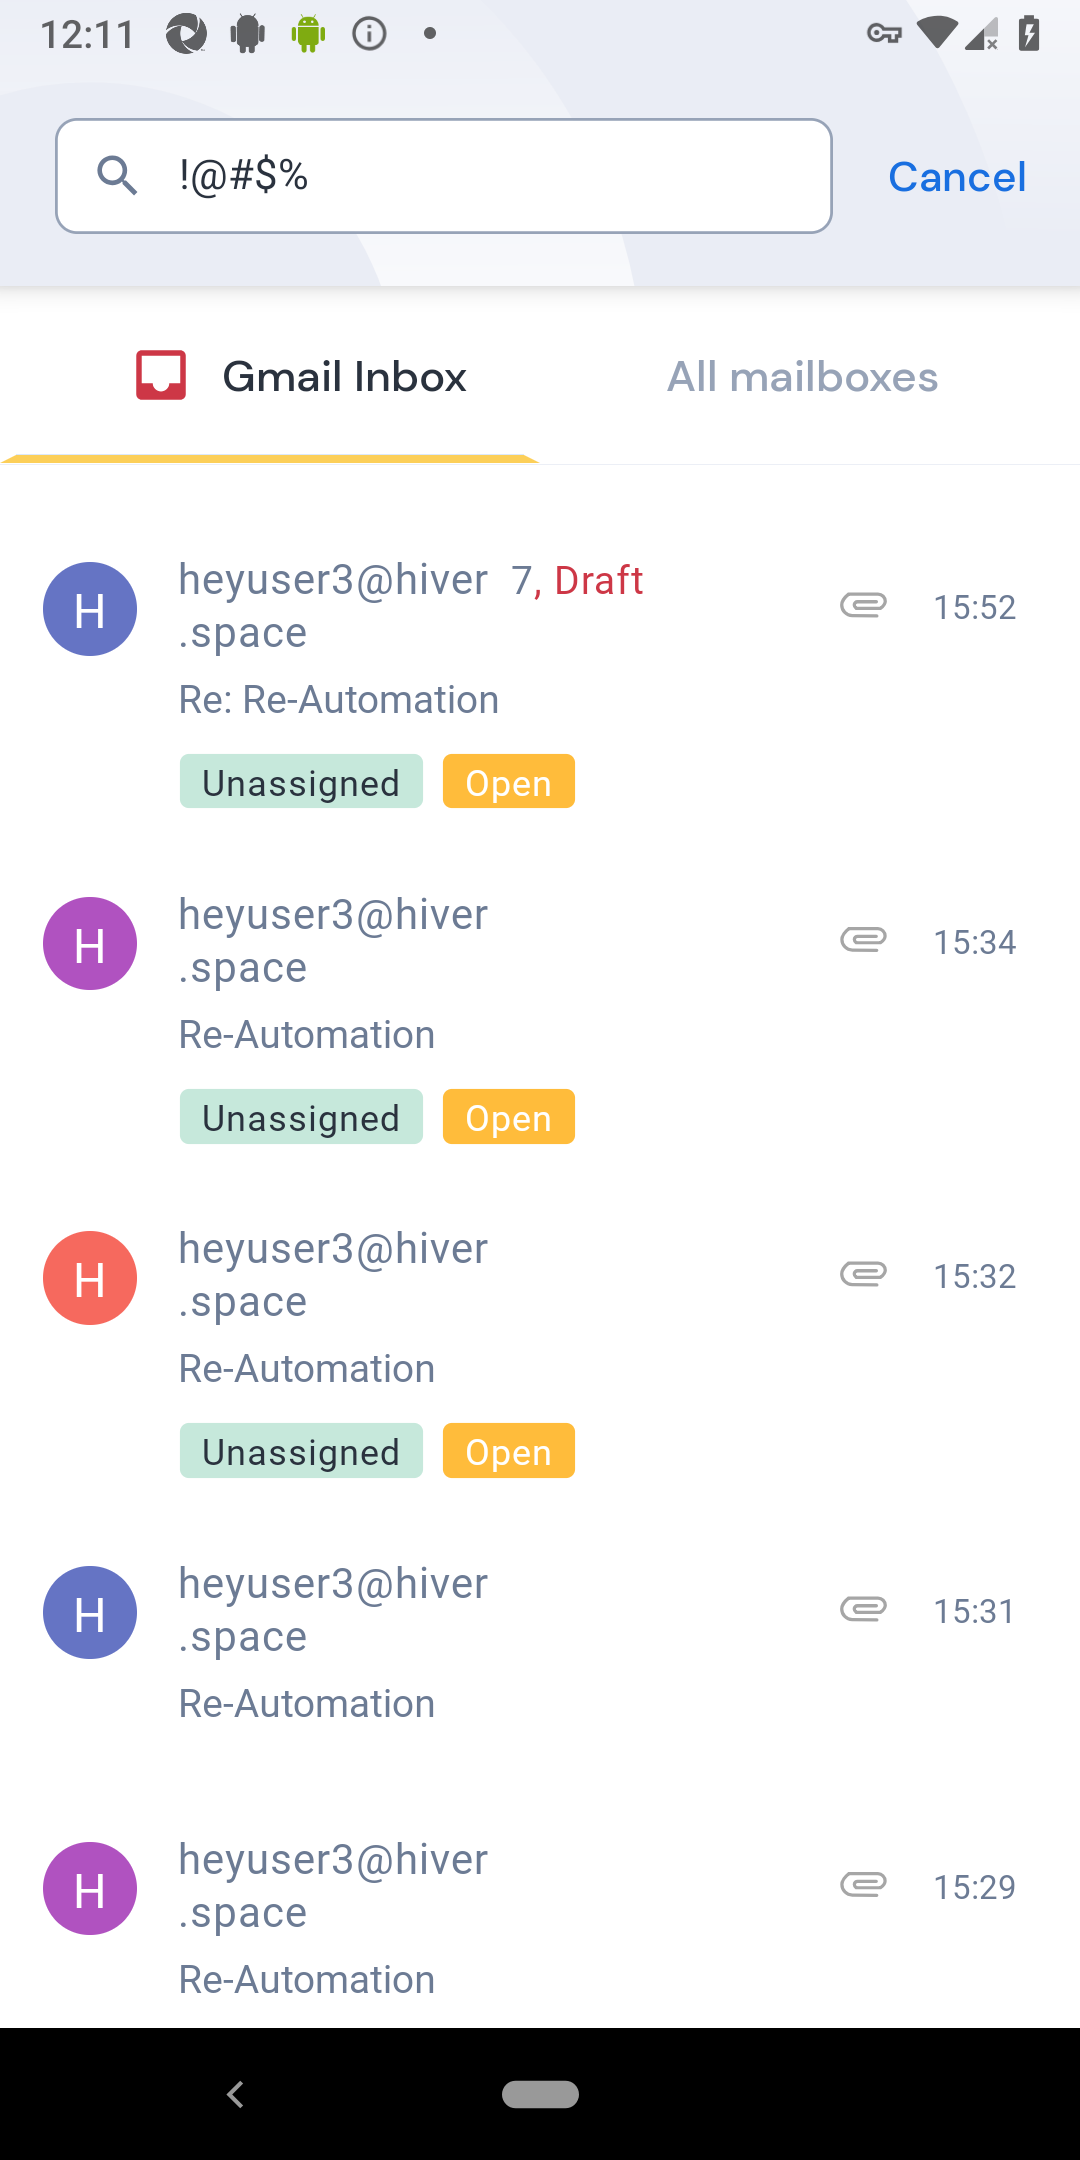 12:11
!@#$%
Cancel
Gmail Inbox
All mailboxes
H
heyuser3@hiver 7, Draft
.space
15:52
Re: Re-Automation
Unassigned Open
H
heyuser3@hiver
.space
15:34
Re-Automation
Unassigned Open
H
heyuser3@hiver
.space
15:32
Re-Automation
Unassigned Open
H
heyuser3@hiver
.space
15:31
Re-Automation
H
heyuser3@hiver
.space
15:29
Re-Automation